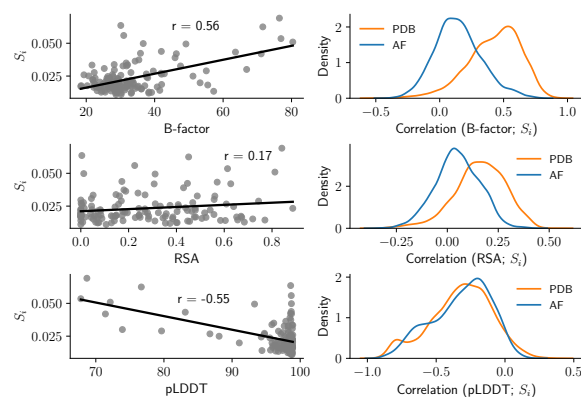 r = 0.56
S_i
0.050
0.025
20 40 60 80
B-factor
PDB
AF
Density
2
0
-0.5 0.0 0.5 1.0
Correlation (B-factor; S_i)
r = 0.17
S_i
0.050
0.025
0.0 0.2 0.4 0.6 0.8
RSA
PDB
AF
Density
2
0
-0.25 0.00 0.25 0.50
Correlation (RSA; S_i)
r = -0.55
S_i
0.050
0.025
70 80 90 100
pLDDT
PDB
AF
Density
2
1
0
−1.0 −0.5 0.0 0.5
Correlation (pLDDT; S_i)